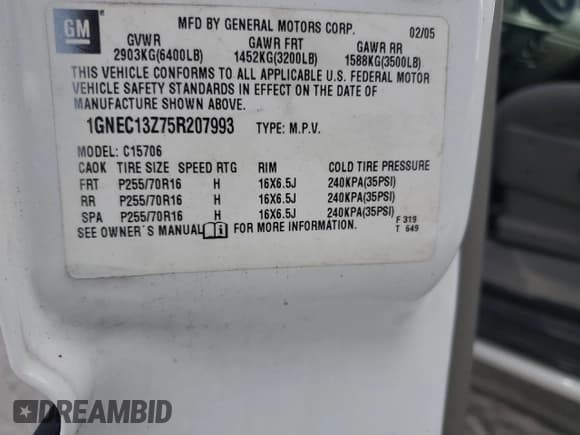 GM
MFD BY GENERAL MOTORS CORP. 02/05
GVWR GAWR FRT GAWR RR
2903KG(6400LB) 1452KG(3200LB) 1588KG(3500LB)
THIS VEHICLE CONFORMS TO ALL APPLICABLE U.S. FEDERAL MOTOR
VEHICLE SAFETY STANDARDS IN EFFECT ON THE DATE OF
MANUFACTURE SHOWN ABOVE.
1GNEC13Z75R207993 TYPE: M.P.V.
MODEL: C15706
CAOK TIRE SIZE SPEED RTG RIM COLD TIRE PRESSURE
FRT P255/70R16 H 16X6.5J 240KPA(35PSI)
RR P255/70R16 H 16X6.5J 240KPA(35PSI)
SPA P255/70R16 H 16X6.5J 240KPA(35PSI)
SEE OWNER'S MANUAL FOR MORE INFORMATION. F 319
T 649
DREAMBID